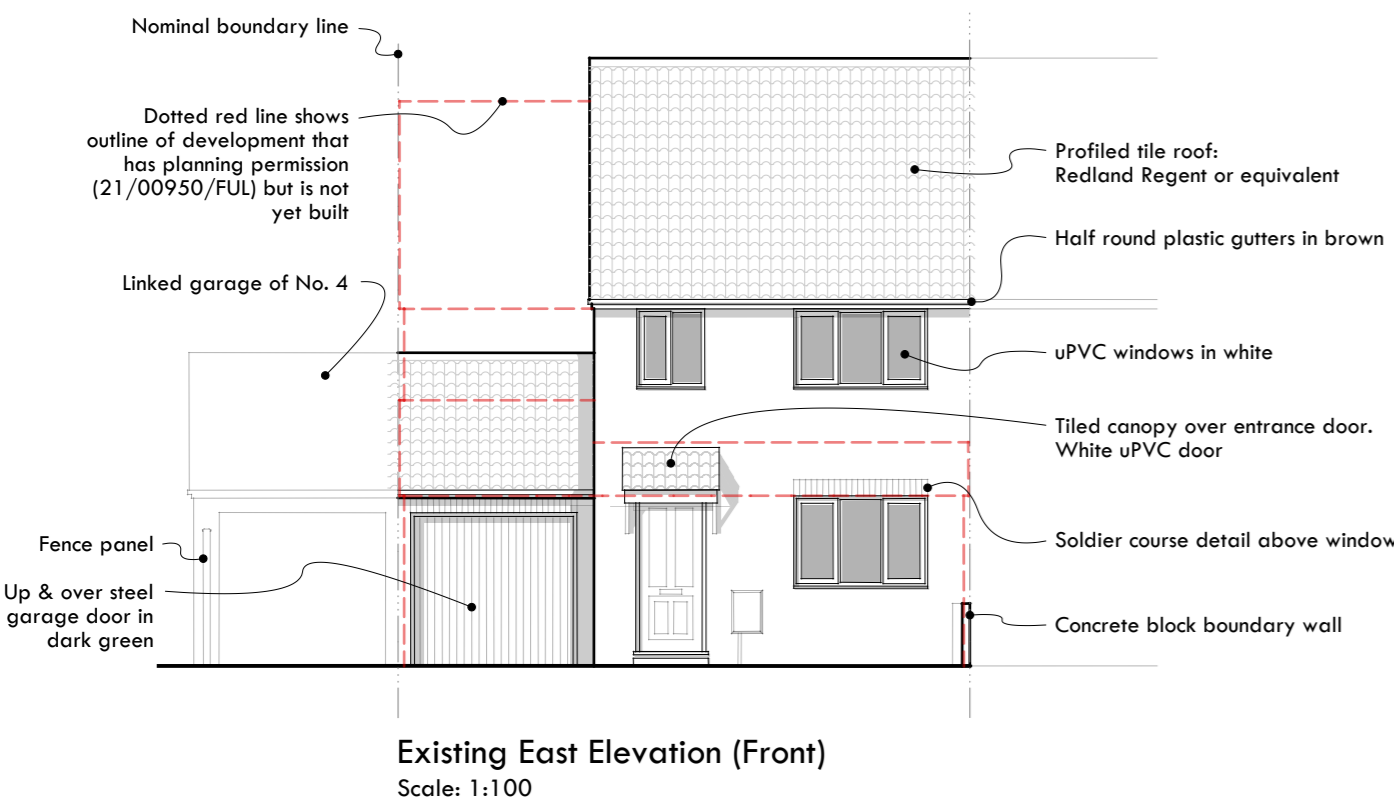 Nominal boundary line
Dotted red line shows
outline of development that
has planning permission
(21/00950/FUL) but is not
yet built
Linked garage of No. 4
Fence panel
Up & over steel
garage door in
dark green
Profiled tile roof:
Redland Regent or equivalent
Half round plastic gutters in brown
uPVC windows in white
Tiled canopy over entrance door.
White uPVC door
Soldier course detail above window
Concrete block boundary wall
Existing East Elevation (Front)
Scale: 1:100